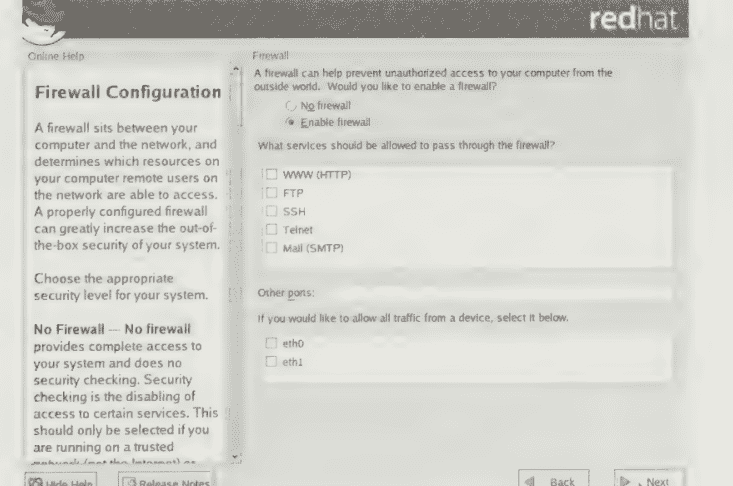 redhat
Online Help
Firewall Configuration
A firewall sits between your
computer and the network, and
determines which resources on
your computer remote users on
the network are able to access.
A properly configured firewall
can greatly increase the out-of-
the-box security of your system.
Choose the appropriate
security level for your system.
No Firewall — No firewall
provides complete access to
your system and does no
security checking. Security
checking is the disabling of
access to certain services. This
should only be selected if you
are running on a trusted
network (not the Internet) or
Hide Help
Release Notes
Firewall
A firewall can help prevent unauthorized access to your computer from the
outside world. Would you like to enable a firewall?
No firewall
Enable firewall
What services should be allowed to pass through the firewall?
WWW (HTTP)
FTP
SSH
Telnet
Mail (SMTP)
Other ports:
If you would like to allow all traffic from a device, select it below.
eth0
eth1
Back
Next